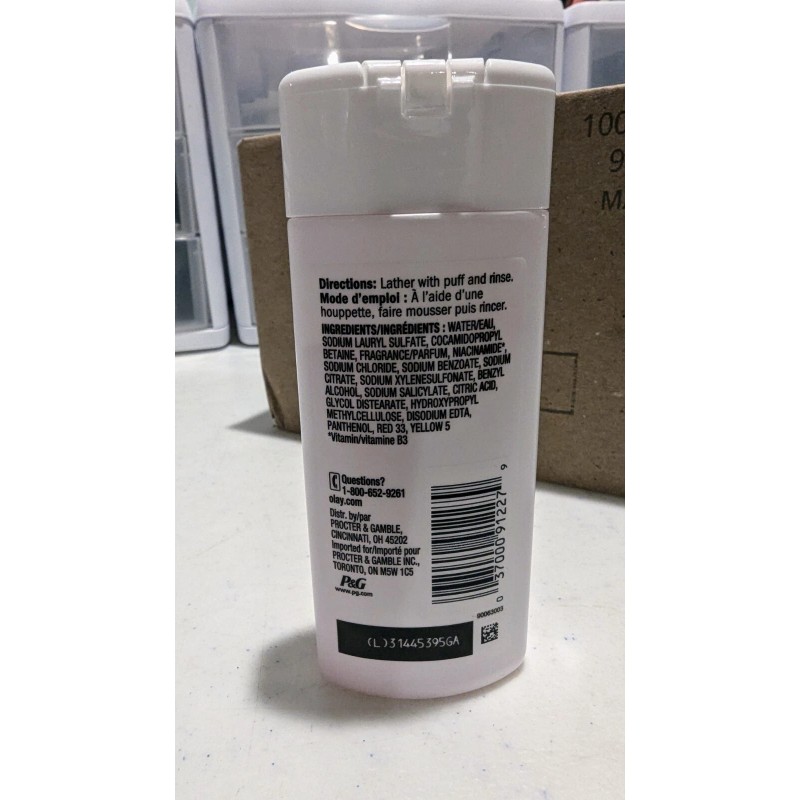 100
9
Directions: Lather with puff and rinse.
Mode d'emploi : À l'aide d'une
houppette, faire mousser puis rincer.
INGREDIENTS/INGRÉDIENTS : WATER/EAU,
SODIUM LAURYL SULFATE, COCAMIDOPROPYL
BETAINE, FRAGRANCE/PARFUM, NIACINAMIDE*,
SODIUM CHLORIDE, SODIUM BENZOATE, SODIUM
CITRATE, SODIUM XYLENESULFONATE, BENZYL
ALCOHOL, SODIUM SALICYLATE, CITRIC ACID,
GLYCOL DISTEARATE, HYDROXYPROPYL
METHYLCELLULOSE, DISODIUM EDTA,
PANTHENOL, RED 33, YELLOW 5
*Vitamin/vitamine B3
Questions?
1-800-652-9261
olay.com
Distr. by/par
PROCTER & GAMBLE,
CINCINNATI, OH 45202
Imported for/Importé pour
PROCTER & GAMBLE INC.,
TORONTO, ON M5W 1C5
P&G
www.pg.com
0 37000 91227 9
90063003
(L)31445395GA